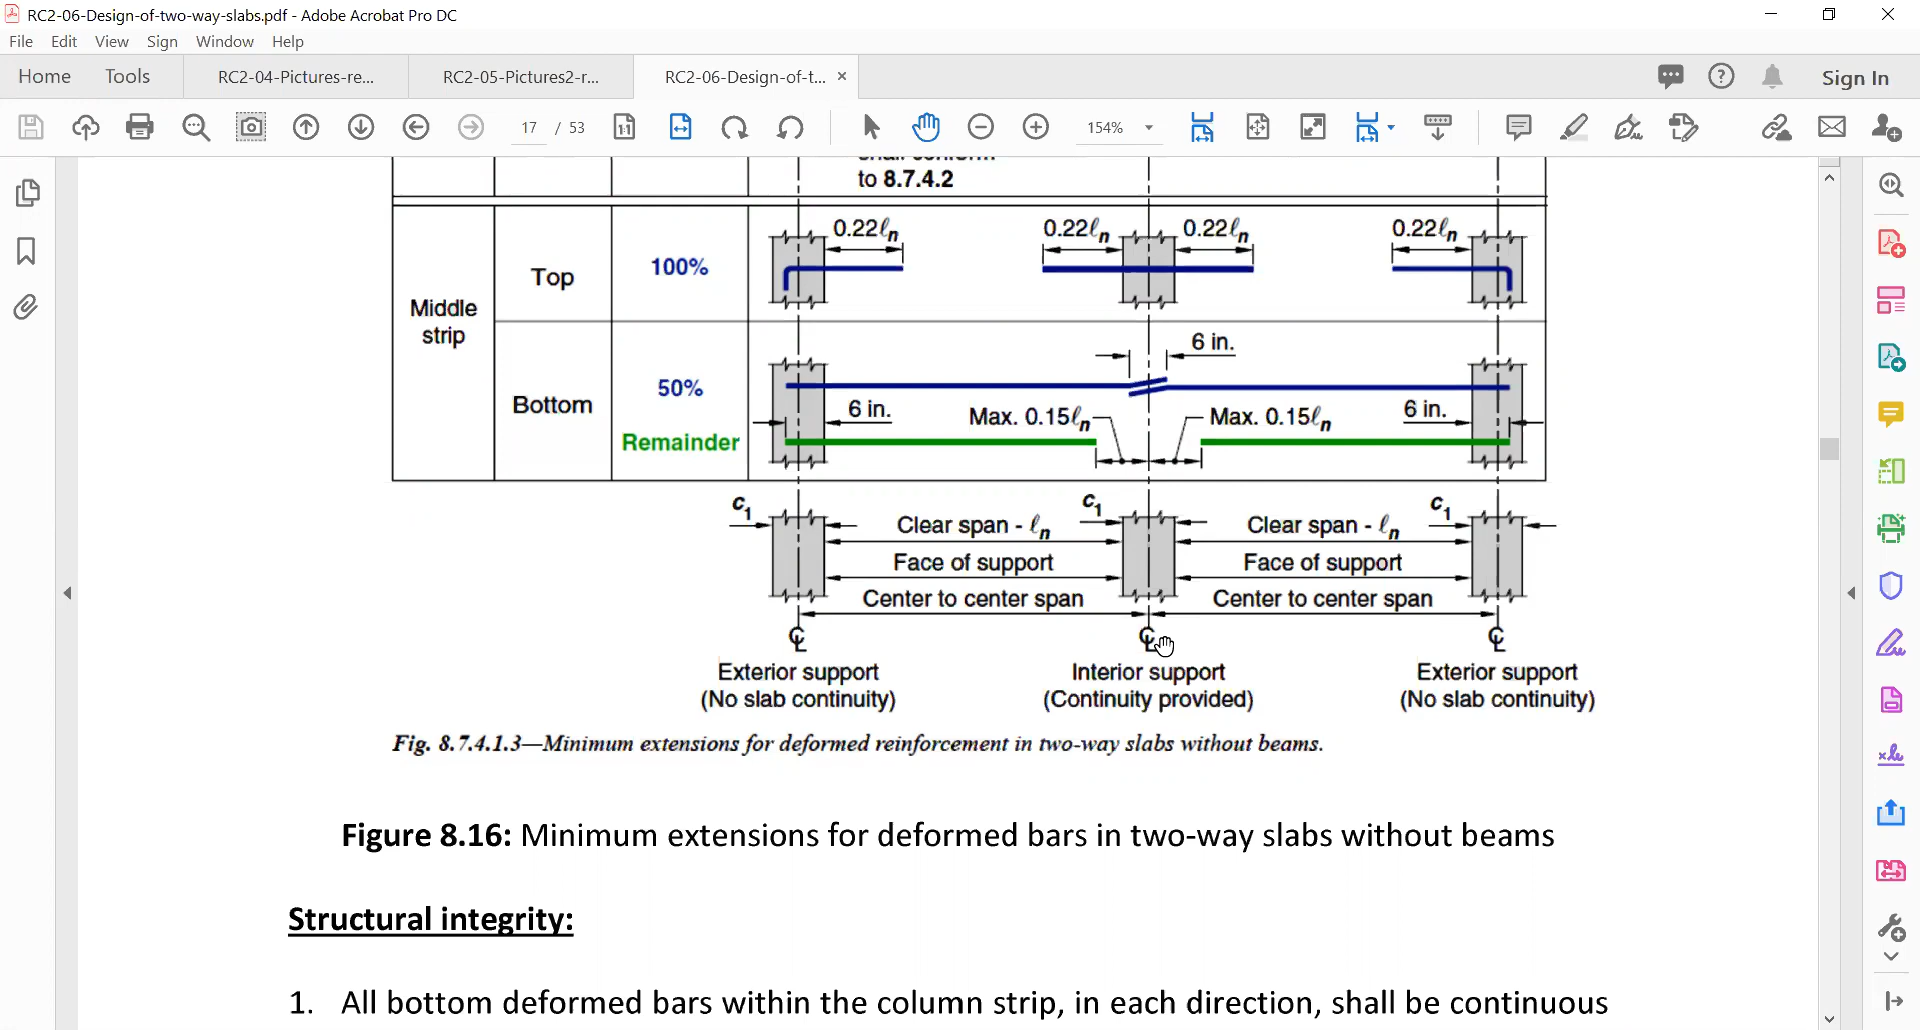 RC2-06-Design-of-two-way-slabs.pdf - Adobe Acrobat Pro DC
File Edit View Sign Window Help
Home Tools RC2-04-Pictures-re... RC2-05-Pictures2-r... RC2-06-Design-of-t... × Sign In
17 / 53 154%
to 8.7.4.2
0.22ℓn 0.22ℓn 0.22ℓn 0.22ℓn
Top 100%
Middle
strip
6 in.
Bottom 50%
6 in. Max. 0.15ℓn Max. 0.15ℓn 6 in.
Remainder
c1 c1 c1
Clear span - ℓn Clear span - ℓn
Face of support Face of support
Center to center span Center to center span
℄ ℄ ℄
Exterior support Interior support Exterior support
(No slab continuity) (Continuity provided) (No slab continuity)
Fig. 8.7.4.1.3—Minimum extensions for deformed reinforcement in two-way slabs without beams.
Figure 8.16: Minimum extensions for deformed bars in two-way slabs without beams
Structural integrity:
1. All bottom deformed bars within the column strip, in each direction, shall be continuous